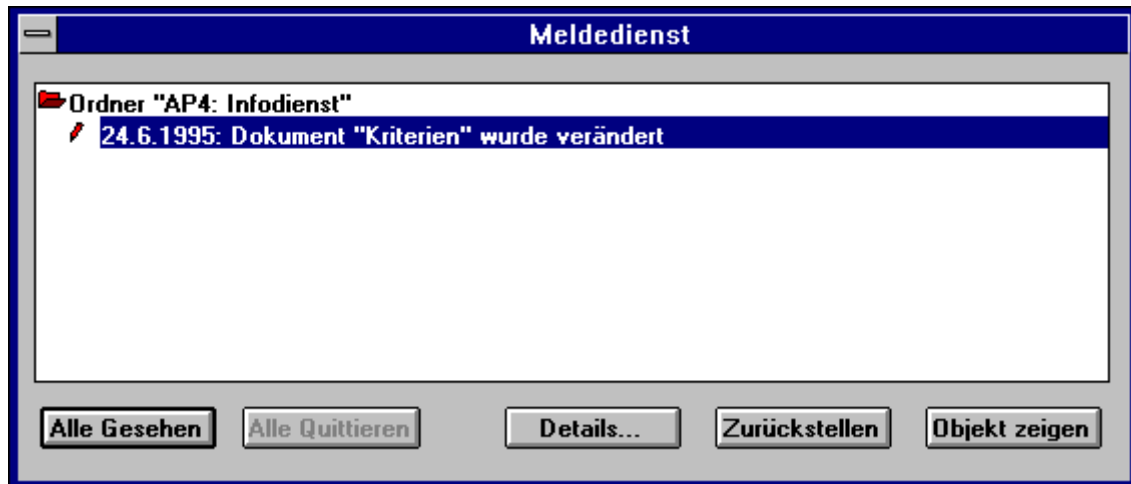 Meldedienst
Ordner "AP4: Infodienst"
24.6.1995: Dokument "Kriterien" wurde verändert
Alle Gesehen Alle Quittieren Details... Zurückstellen Objekt zeigen